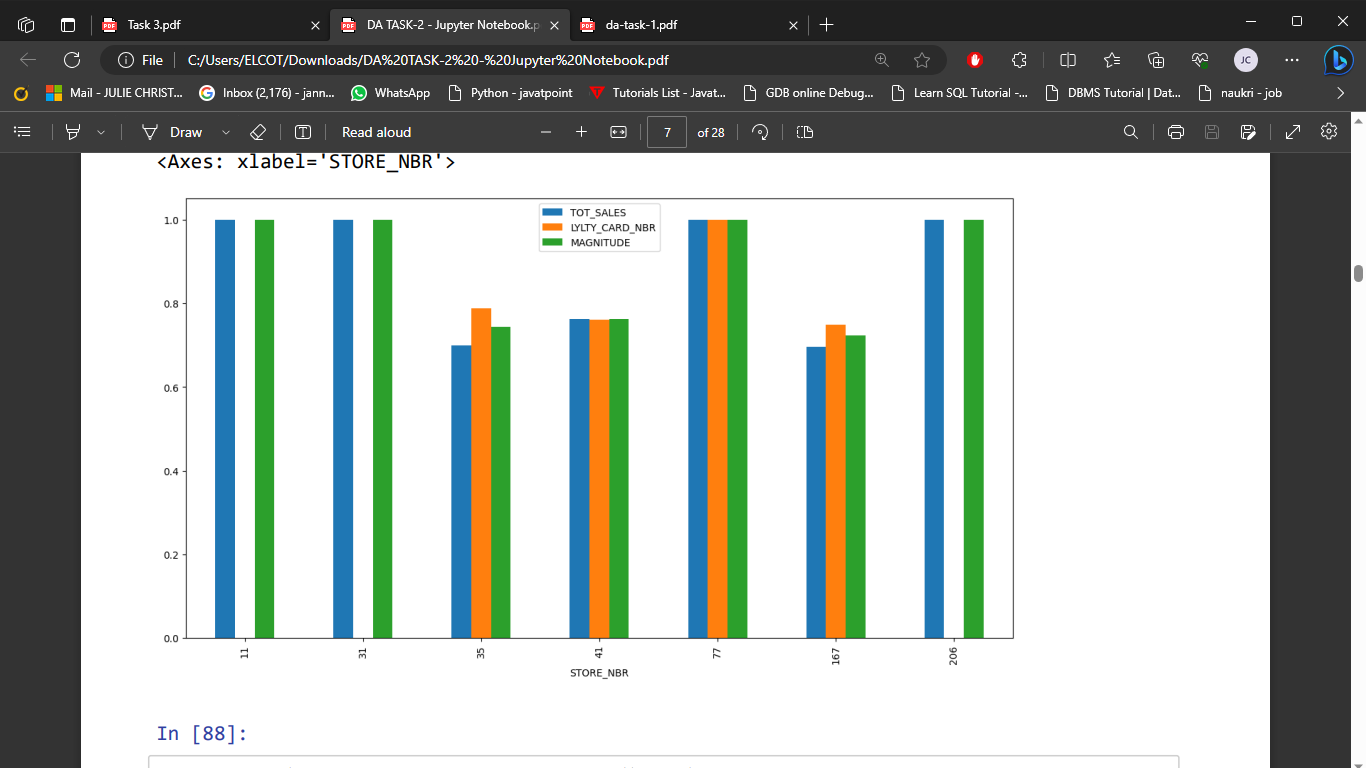 Task 3.pdf
DA TASK-2 - Jupyter Notebook.p
da-task-1.pdf
File
C:/Users/ELCOT/Downloads/DA%20TASK-2%20-%20Jupyter%20Notebook.pdf
JC
Mail - JULIE CHRIST...
Inbox (2,176) - jann...
WhatsApp
Python - javatpoint
Tutorials List - Javat...
GDB online Debug...
Learn SQL Tutorial -...
DBMS Tutorial | Dat...
naukri - job
Draw
Read aloud
7
of 28
<Axes: xlabel='STORE_NBR'>
TOT_SALES
LYLTY_CARD_NBR
MAGNITUDE
1.0
0.8
0.6
0.4
0.2
0.0
11
31
35
41
77
167
206
STORE_NBR
In [88]: